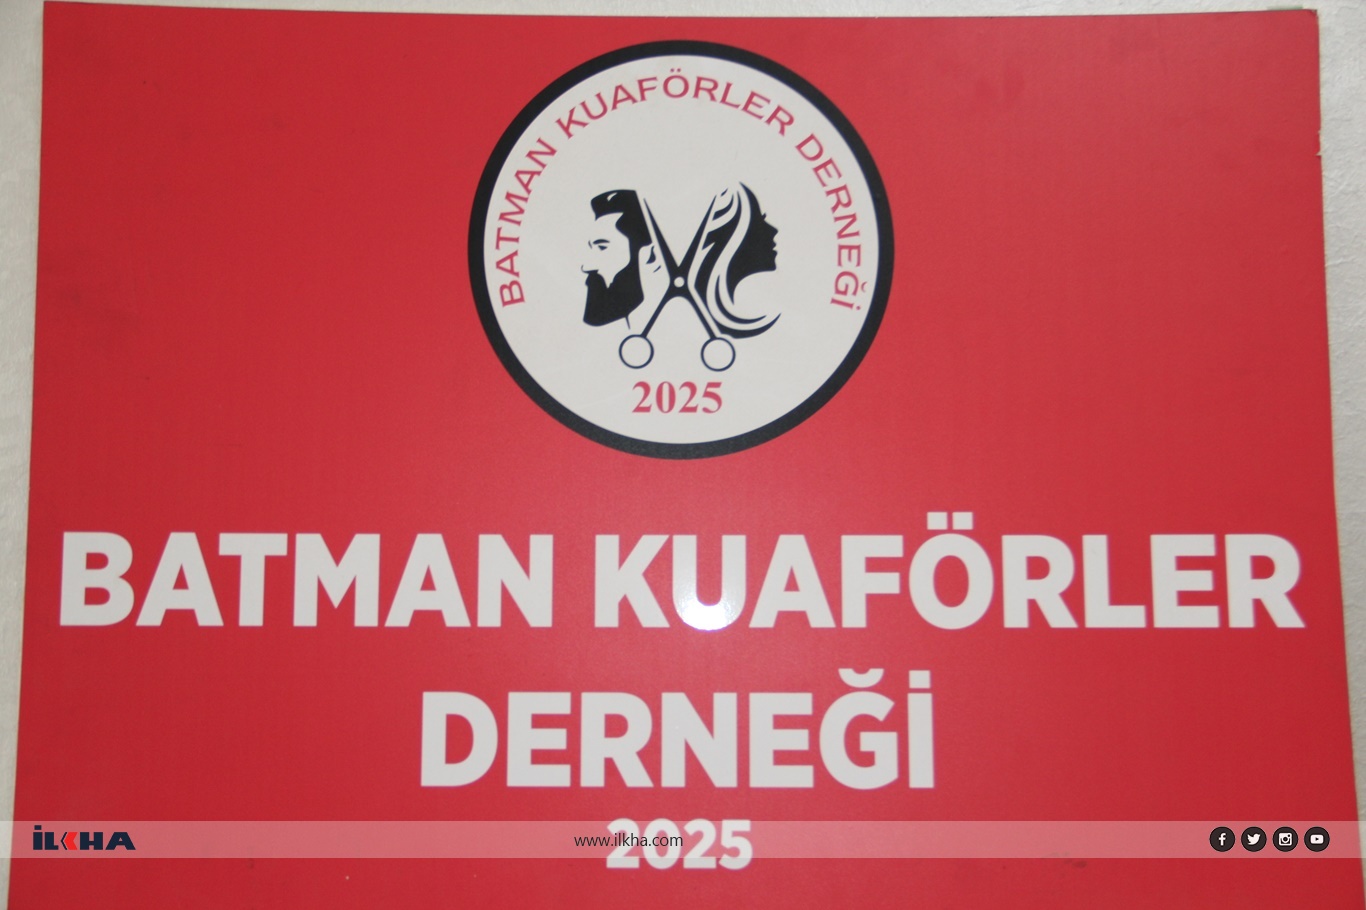 BATMAN KUAFÖRLER DERNEĞİ
2025
BATMAN KUAFÖRLER
DERNEĞİ
2025
İLKHA
www.ilkha.com